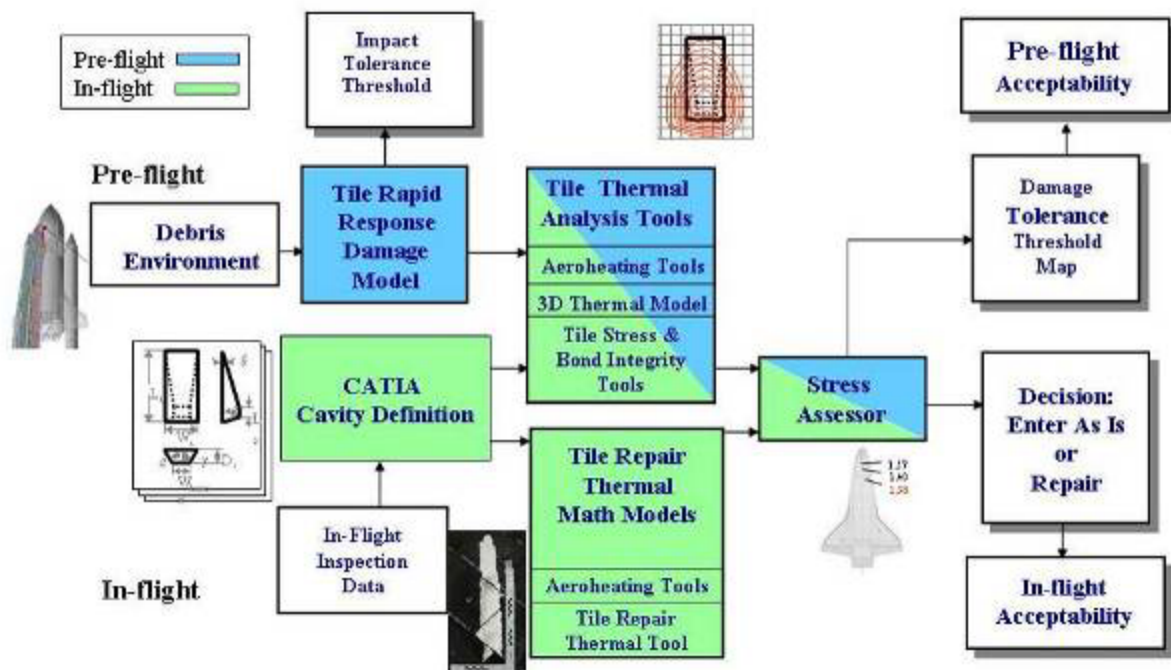 Pre-flight
In-flight
Impact
Tolerance
Threshold
Pre-flight
Acceptability
Pre-flight
Debris
Environment
Tile Rapid
Response
Damage
Model
Tile Thermal
Analysis Tools
Aeroheating Tools
3D Thermal Model
Tile Stress &
Bond Integrity
Tools
Damage
Tolerance
Threshold
Map
CATIA
Cavity Definition
Stress
Assessor
Decision:
Enter As Is
or
Repair
Tile Repair
Thermal
Math Models
Aeroheating Tools
Tile Repair
Thermal Tool
In-Flight
Inspection
Data
In-flight
In-flight
Acceptability